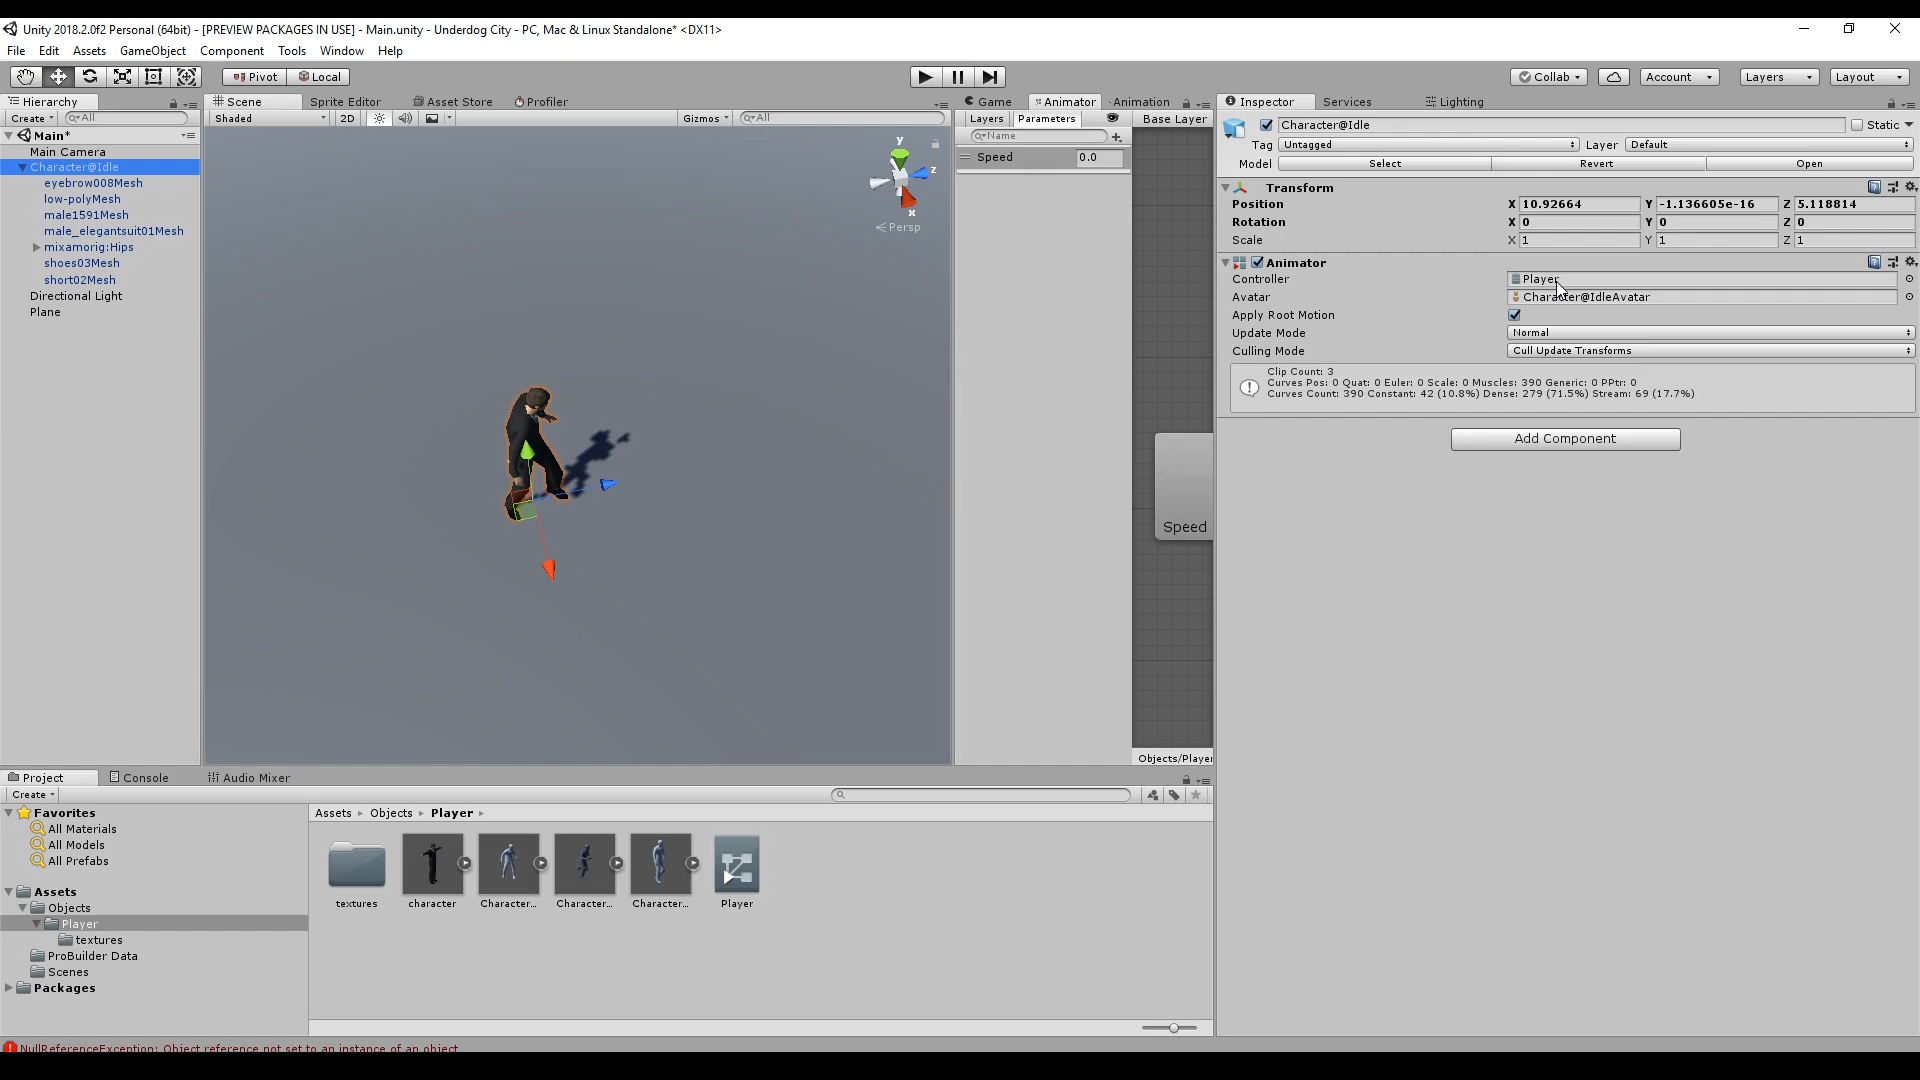 Unity 2018.2.0f2 Personal (64bit) - [PREVIEW PACKAGES IN USE] - Main.unity - Underdog City - PC, Mac & Linux Standalone* <DX11>
File Edit Assets GameObject Component Tools Window Help
Pivot Local Collab Account Layers Layout
Hierarchy Scene Sprite Editor Asset Store Profiler Game Animator Animation Inspector Services Lighting
Create All Shaded 2D Gizmos All Layers Parameters Base Layer
Character@Idle Static
Name
Tag Untagged Layer Default
Speed 0.0
Model Select Revert Open
Main*
Main Camera
Character@Idle
eyebrow008Mesh
low-polyMesh
male1591Mesh
male_elegantsuit01Mesh
mixamorig:Hips
shoes03Mesh
short02Mesh
Directional Light
Plane
y
z
x
Persp
Transform
Position X 10.92664 Y -1.136605e-16 Z 5.118814
Rotation X 0 Y 0 Z 0
Scale X 1 Y 1 Z 1
Animator
Controller Player
Avatar Character@IdleAvatar
Apply Root Motion
Update Mode Normal
Culling Mode Cull Update Transforms
Clip Count: 3
Curves Pos: 0 Quat: 0 Euler: 0 Scale: 0 Muscles: 390 Generic: 0 PPtr: 0
Curves Count: 390 Constant: 42 (10.8%) Dense: 279 (71.5%) Stream: 69 (17.7%)
Add Component
Speed
Objects/Player
Project Console Audio Mixer
Create
Favorites
All Materials
All Models
All Prefabs
Assets
Objects
Player
textures
ProBuilder Data
Scenes
Packages
Assets Objects Player
textures character Character... Character... Character... Player
NullReferenceException: Object reference not set to an instance of an object